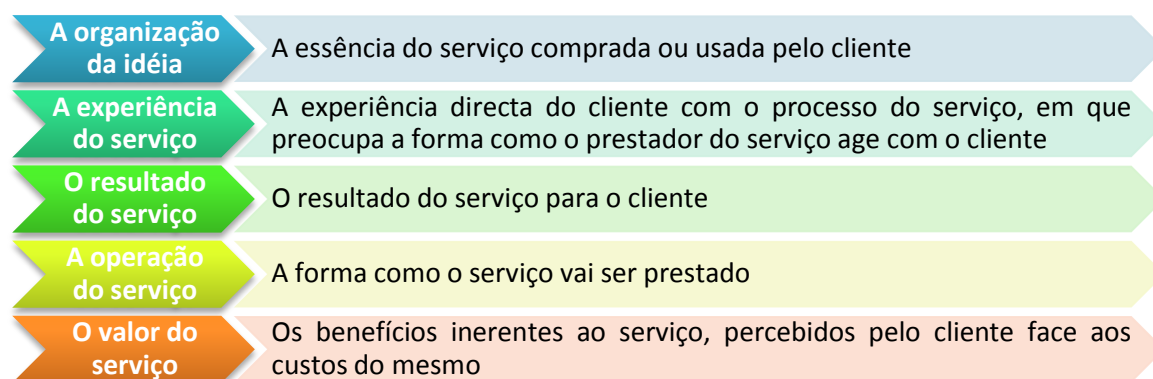 A organização
da idéia
A essência do serviço comprada ou usada pelo cliente
A experiência
do serviço
A experiência directa do cliente com o processo do serviço, em que
preocupa a forma como o prestador do serviço age com o cliente
O resultado
do serviço
O resultado do serviço para o cliente
A operação
do serviço
A forma como o serviço vai ser prestado
O valor do
serviço
Os benefícios inerentes ao serviço, percebidos pelo cliente face aos
custos do mesmo